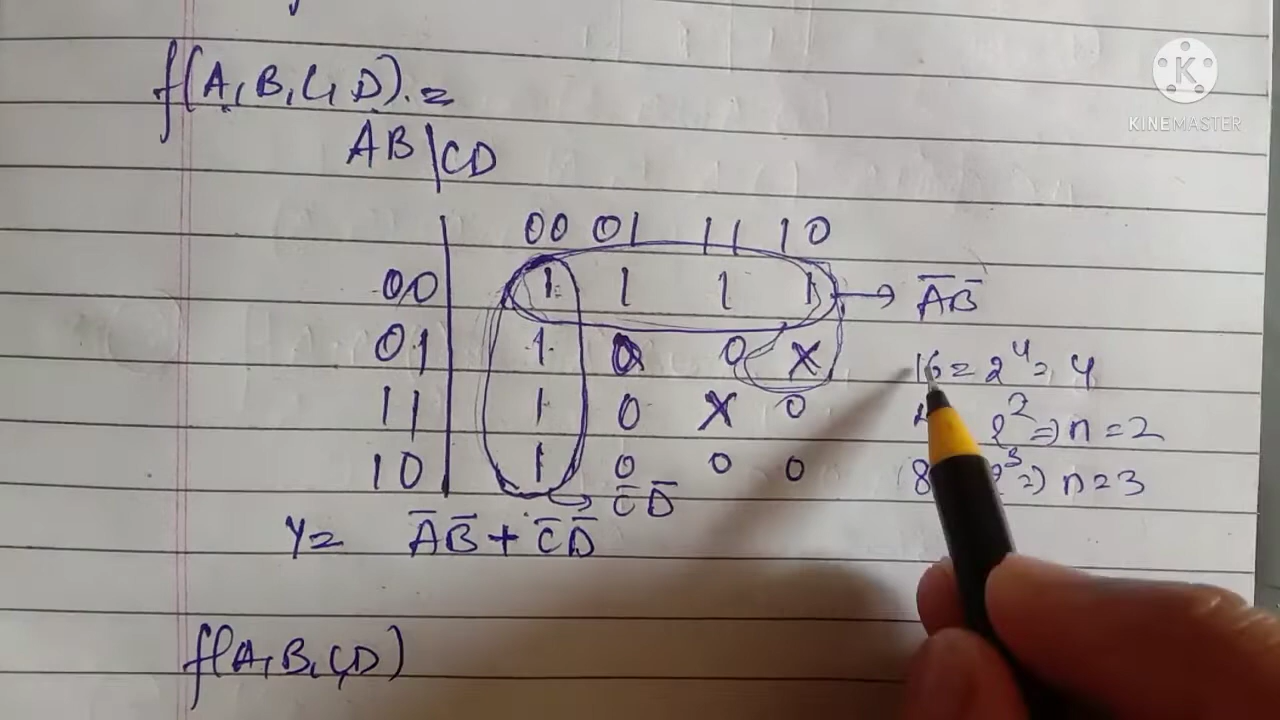 f(A,B,C,D).=
AB|CD
00 01 11 10
00 1 1 1 1 → A̅B̅
01 1 0 0 X
16 = 2⁴ = 4
11 1 0 X 0
2² ⇒ n = 2
10 1 0 0 0 → C̅D̅
8 2³ ⇒ n = 3
Y = A̅B̅ + C̅D̅
f(A,B,C,D)
K
KINEMASTER